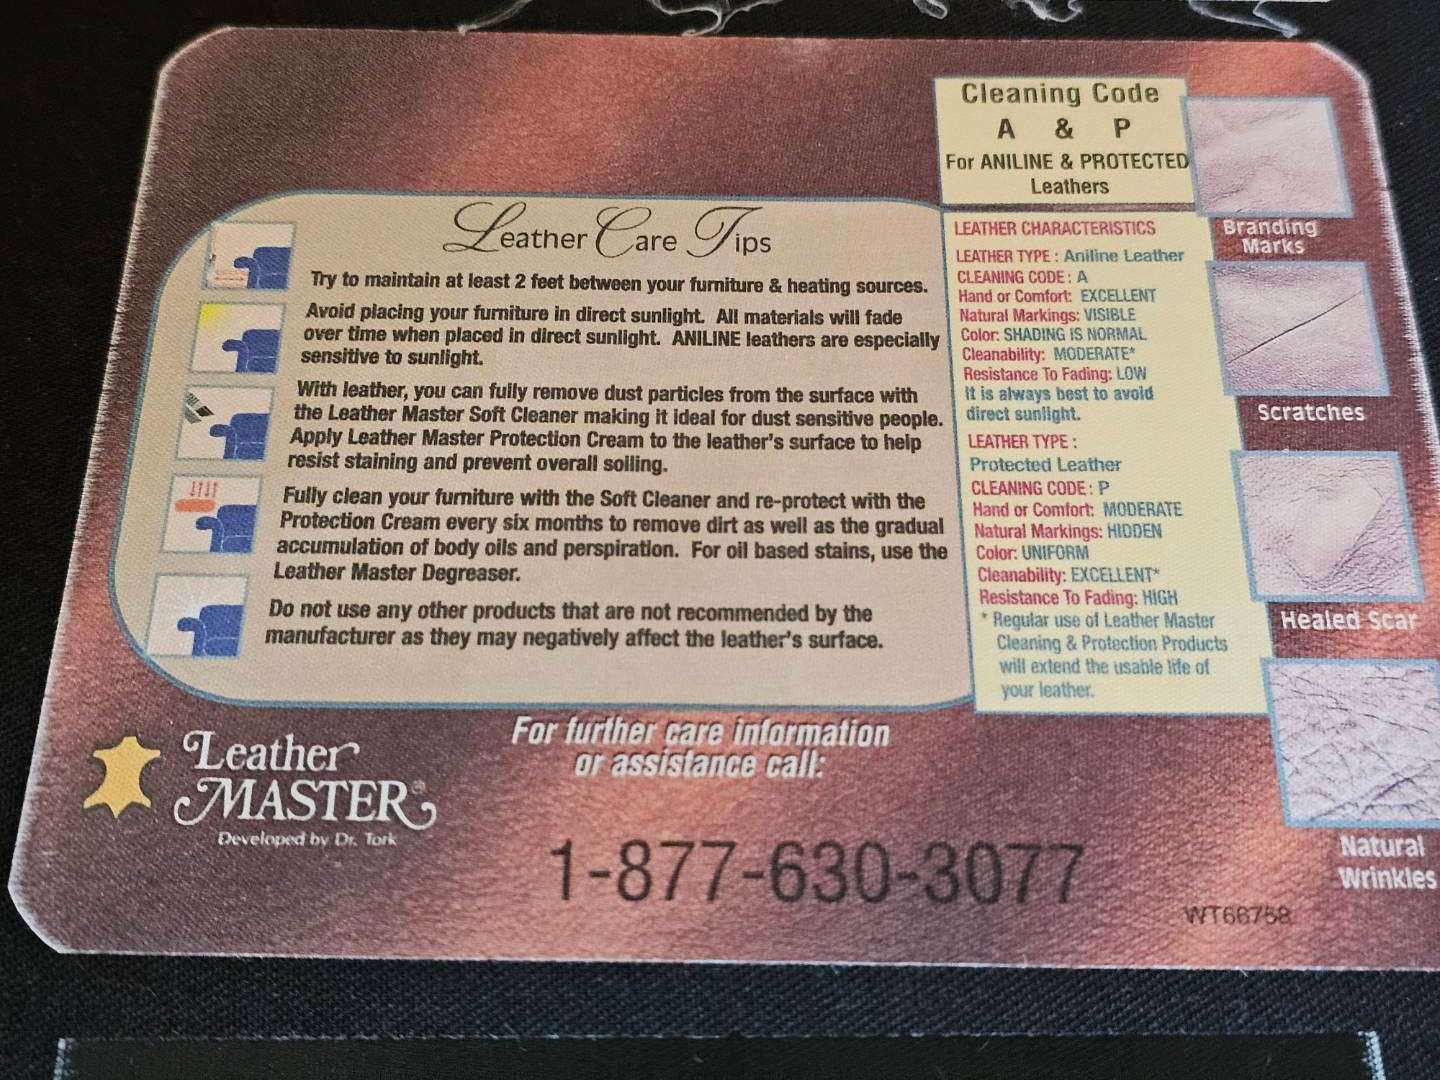 Leather Care Tips
Try to maintain at least 2 feet between your furniture & heating sources.
Avoid placing your furniture in direct sunlight. All materials will fade
over time when placed in direct sunlight. ANILINE leathers are especially
sensitive to sunlight.
With leather, you can fully remove dust particles from the surface with
the Leather Master Soft Cleaner making it ideal for dust sensitive people.
Apply Leather Master Protection Cream to the leather's surface to help
resist staining and prevent overall soiling.
Fully clean your furniture with the Soft Cleaner and re-protect with the
Protection Cream every six months to remove dirt as well as the gradual
accumulation of body oils and perspiration. For oil based stains, use the
Leather Master Degreaser.
Do not use any other products that are not recommended by the
manufacturer as they may negatively affect the leather's surface.
Cleaning Code
A & P
For ANILINE & PROTECTED
Leathers
LEATHER CHARACTERISTICS
LEATHER TYPE : Aniline Leather
CLEANING CODE : A
Hand or Comfort: EXCELLENT
Natural Markings: VISIBLE
Color: SHADING IS NORMAL
Cleanability: MODERATE*
Resistance To Fading: LOW
It is always best to avoid
direct sunlight.
LEATHER TYPE :
Protected Leather
CLEANING CODE : P
Hand or Comfort: MODERATE
Natural Markings: HIDDEN
Color: UNIFORM
Cleanability: EXCELLENT*
Resistance To Fading: HIGH
* Regular use of Leather Master
Cleaning & Protection Products
will extend the usable life of
your leather.
Branding
Marks
Scratches
Healed Scar
Natural
Wrinkles
Leather
MASTER®
Developed by Dr. Tork
For further care information
or assistance call:
1-877-630-3077
WT66758